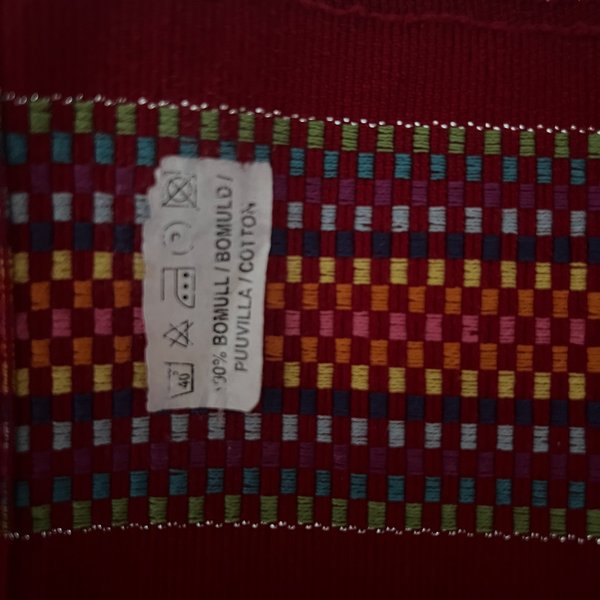 40°
100% BOMULL / BOMULD /
PUUVILLA / COTTON